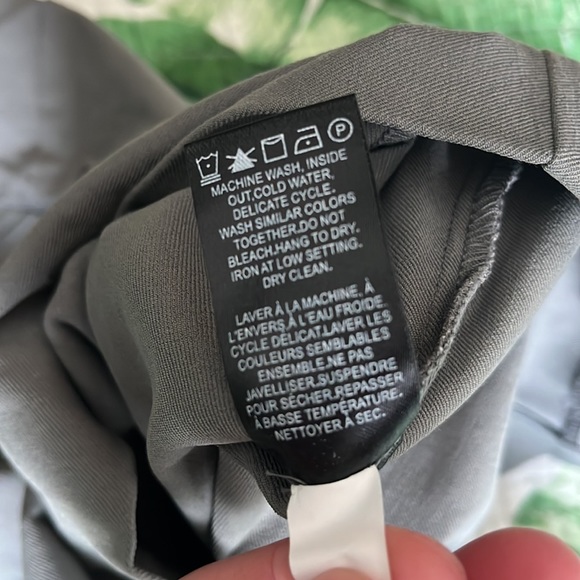 P
MACHINE WASH, INSIDE
OUT.COLD WATER,
DELICATE CYCLE.
WASH SIMILAR COLORS
TOGETHER.DO NOT
BLEACH.HANG TO DRY.
IRON AT LOW SETTING.
DRY CLEAN.
LAVER À LA MACHINE, À
L'ENVERS,À L'EAU FROIDE.
CYCLE DÉLICAT.LAVER LES
COULEURS SEMBLABLES
ENSEMBLE.NE PAS
JAVELLISER.SUSPENDRE
POUR SÉCHER.REPASSER
À BASSE TEMPÉRATURE.
NETTOYER À SEC.